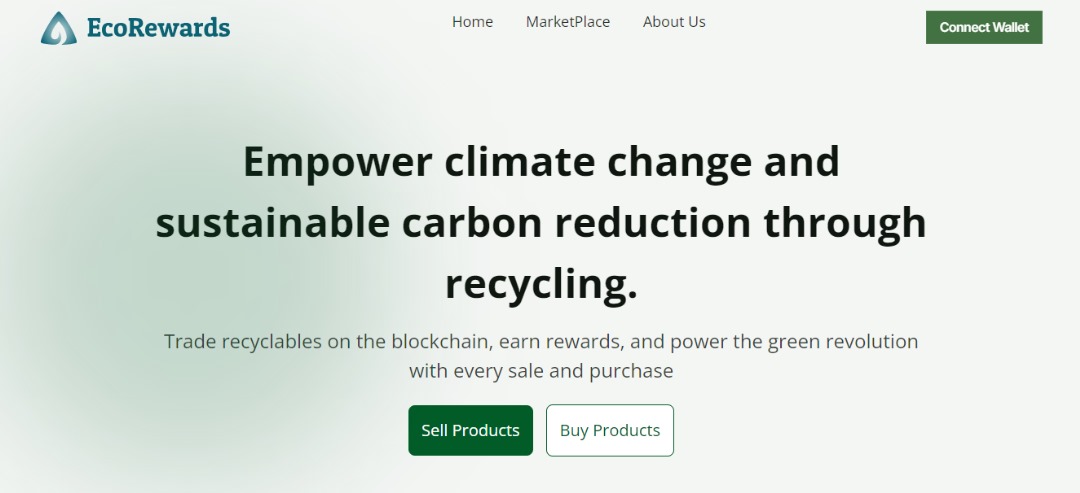 EcoRewards
Home MarketPlace About Us
Connect Wallet
Empower climate change and
sustainable carbon reduction through
recycling.
Trade recyclables on the blockchain, earn rewards, and power the green revolution
with every sale and purchase
Sell Products Buy Products